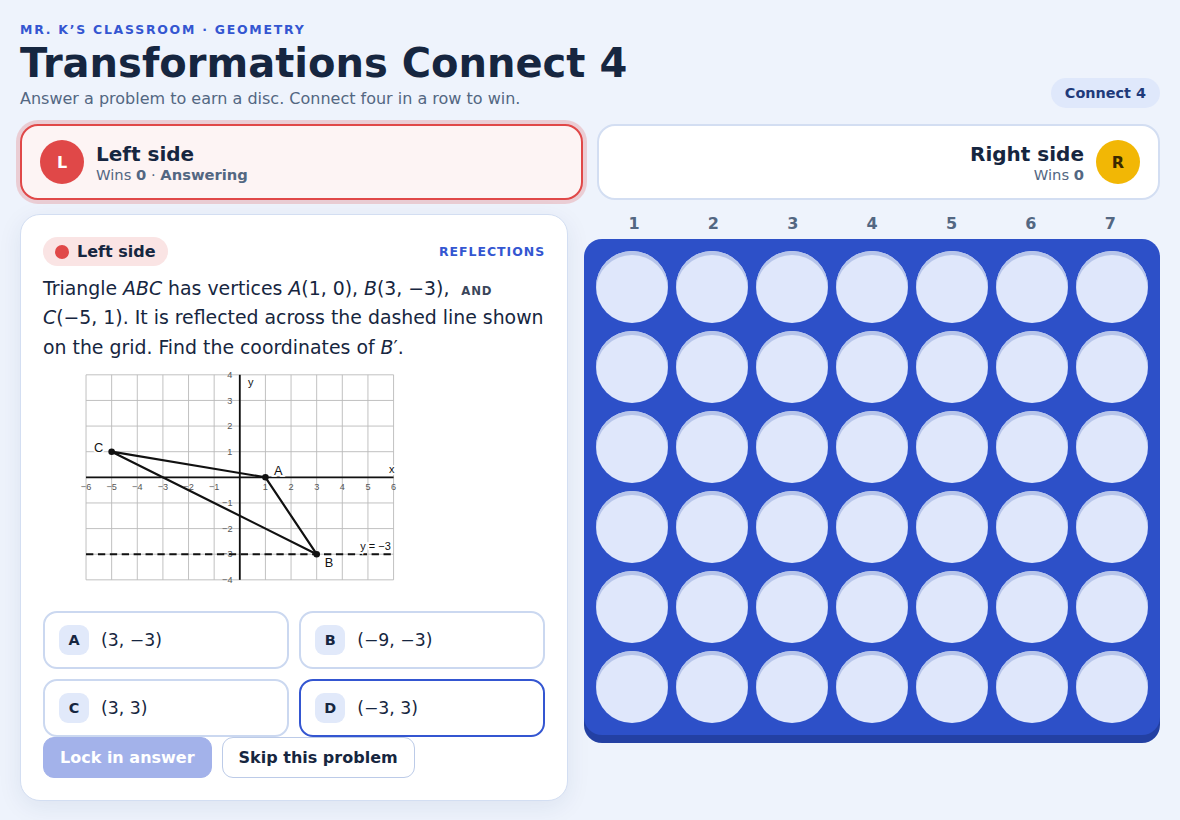 MR. K’S CLASSROOM · GEOMETRY
Transformations Connect 4
Answer a problem to earn a disc. Connect four in a row to win.
Connect 4
L
Left side
Wins 0 · Answering
Right side
Wins 0
R
Left side
REFLECTIONS
Triangle ABC has vertices A(1, 0), B(3, −3), AND
C(−5, 1). It is reflected across the dashed line shown
on the grid. Find the coordinates of B′.
4
y
3
2
1
C
A
x
−6 −5 −4 −3 −2 −1 1 2 3 4 5 6
−1
−2
y = −3
−3
B
−4
A (3, −3)
B (−9, −3)
C (3, 3)
D (−3, 3)
Lock in answer
Skip this problem
1 2 3 4 5 6 7